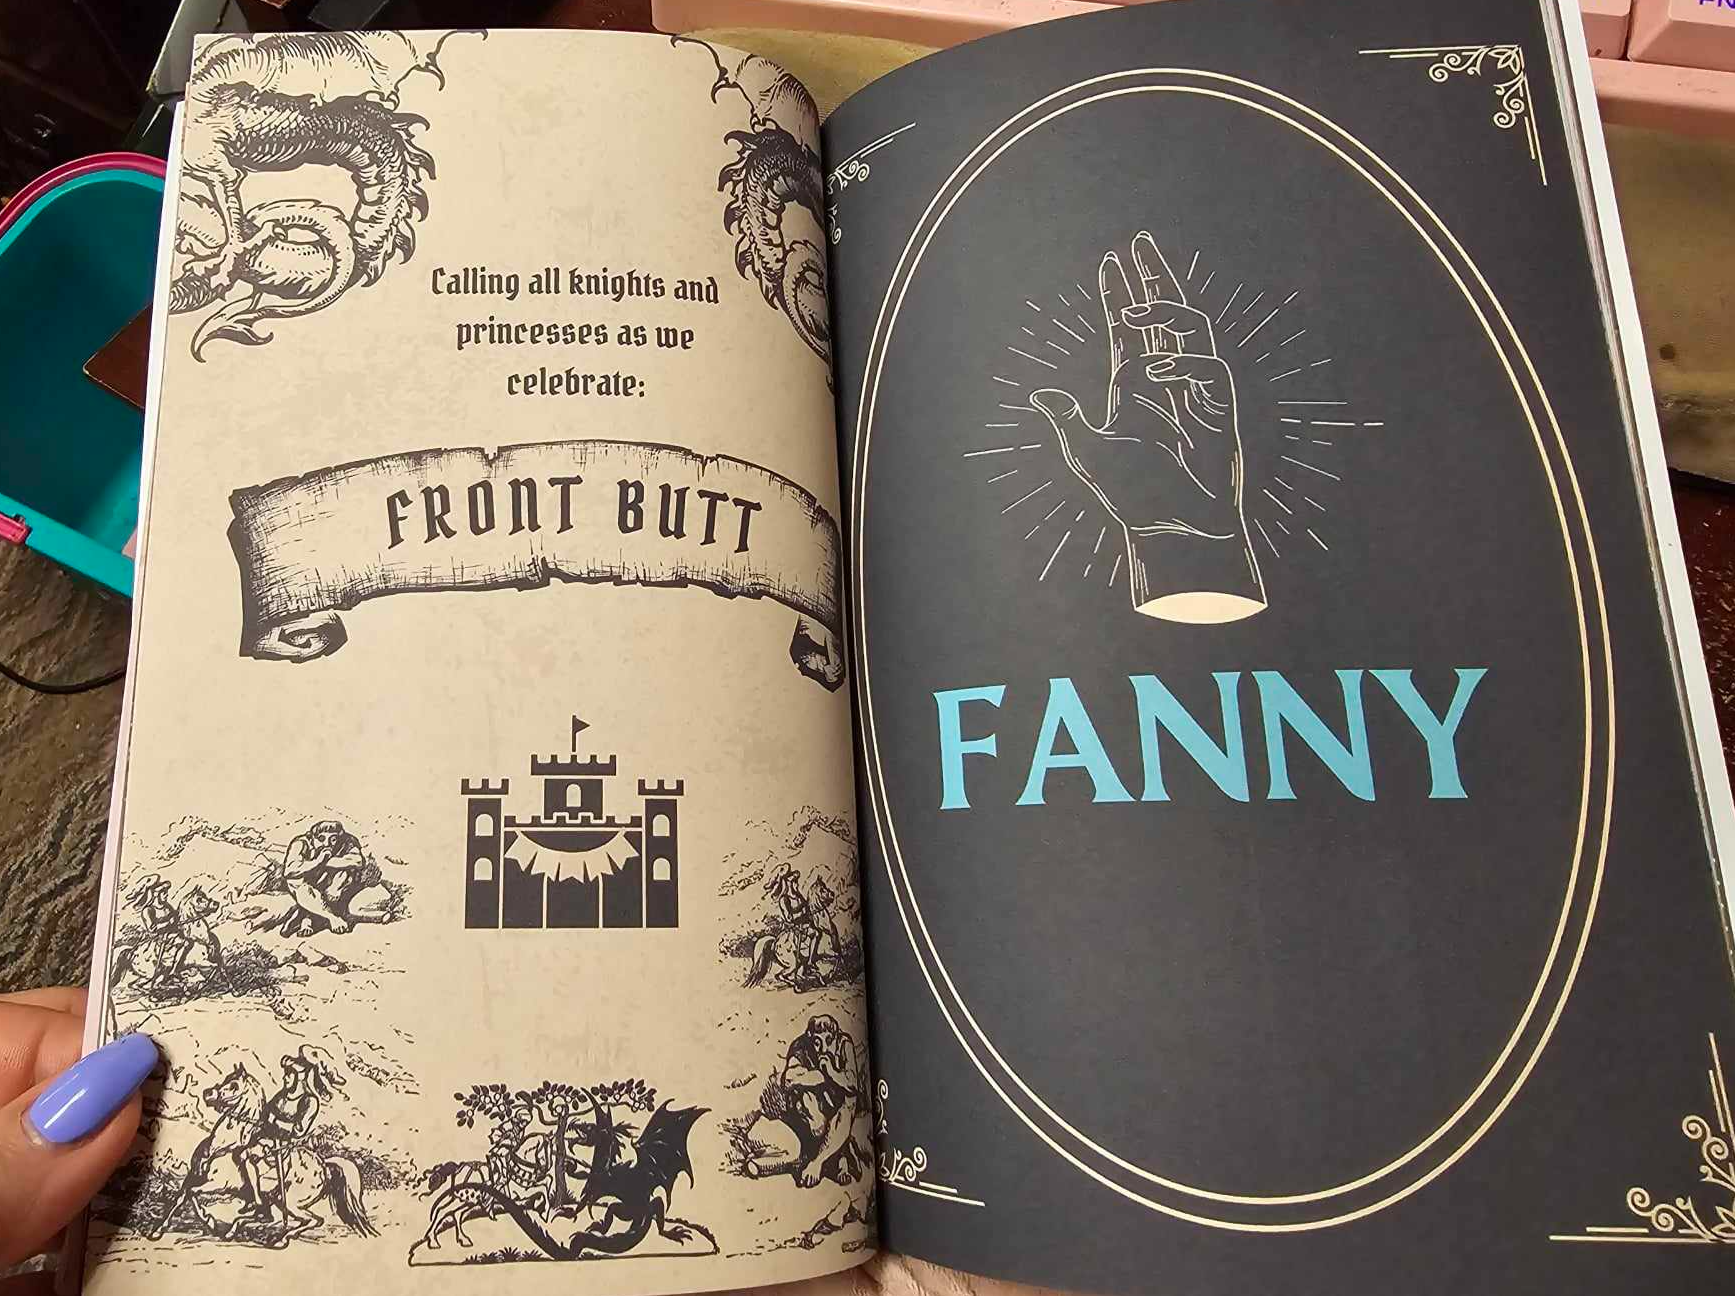 Calling all knights and
princesses as we
celebrate:
FRONT BUTT
FANNY